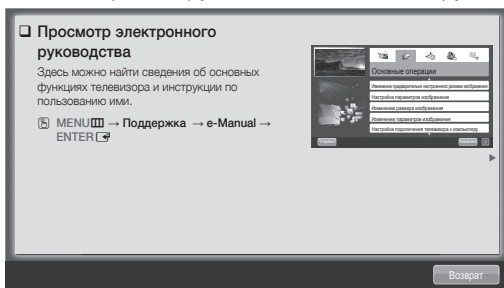 ❑ Просмотр электронного
руководства
Здесь можно найти сведения об основных
функциях телевизора и инструкции по
пользованию ими.
MENU → Поддержка → e-Manual →
ENTER
Основные операции
Изменение предварительно настроенного режима изображения
Настройка параметров изображения
Изменение размера изображения
Изменение параметров изображения
Настройка подключения телевизора к компьютеру
Возврат